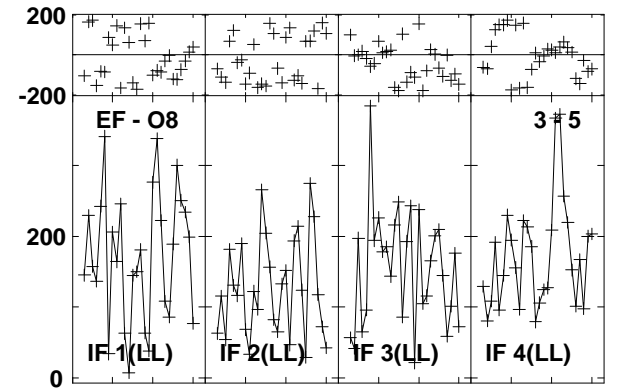 200
-200
EF - O8
3 - 5
200
0
IF 1(LL)
IF 2(LL)
IF 3(LL)
IF 4(LL)